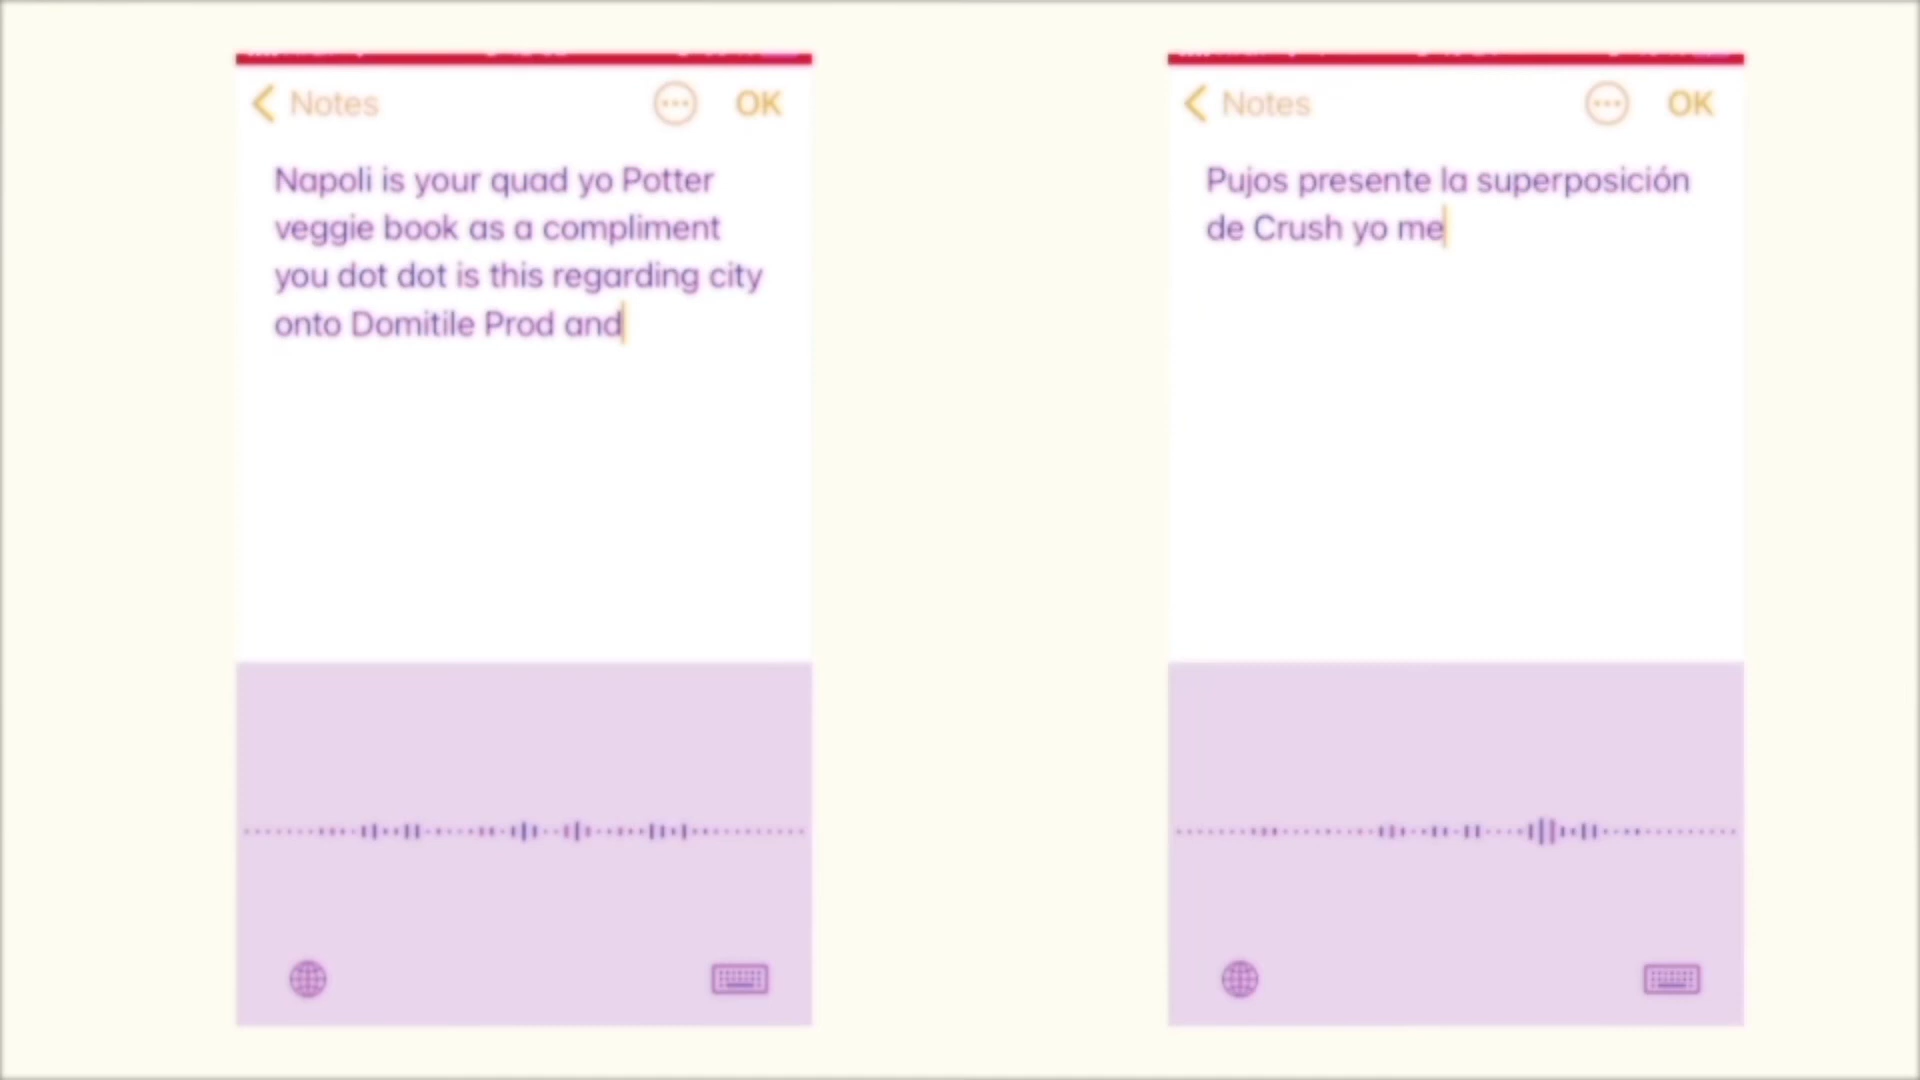 Notes OK
Napoli is your quad yo Potter
veggie book as a compliment
you dot dot is this regarding city
onto Domitile Prod and
Notes OK
Pujos presente la superposición
de Crush yo me